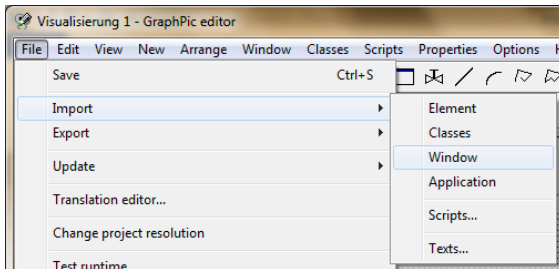 Visualisierung 1 - GraphPic editor
File Edit View New Arrange Window Classes Scripts Properties Options
Save Ctrl+S
Import
Export
Update
Translation editor...
Change project resolution
Test runtime
Element
Classes
Window
Application
Scripts...
Texts...